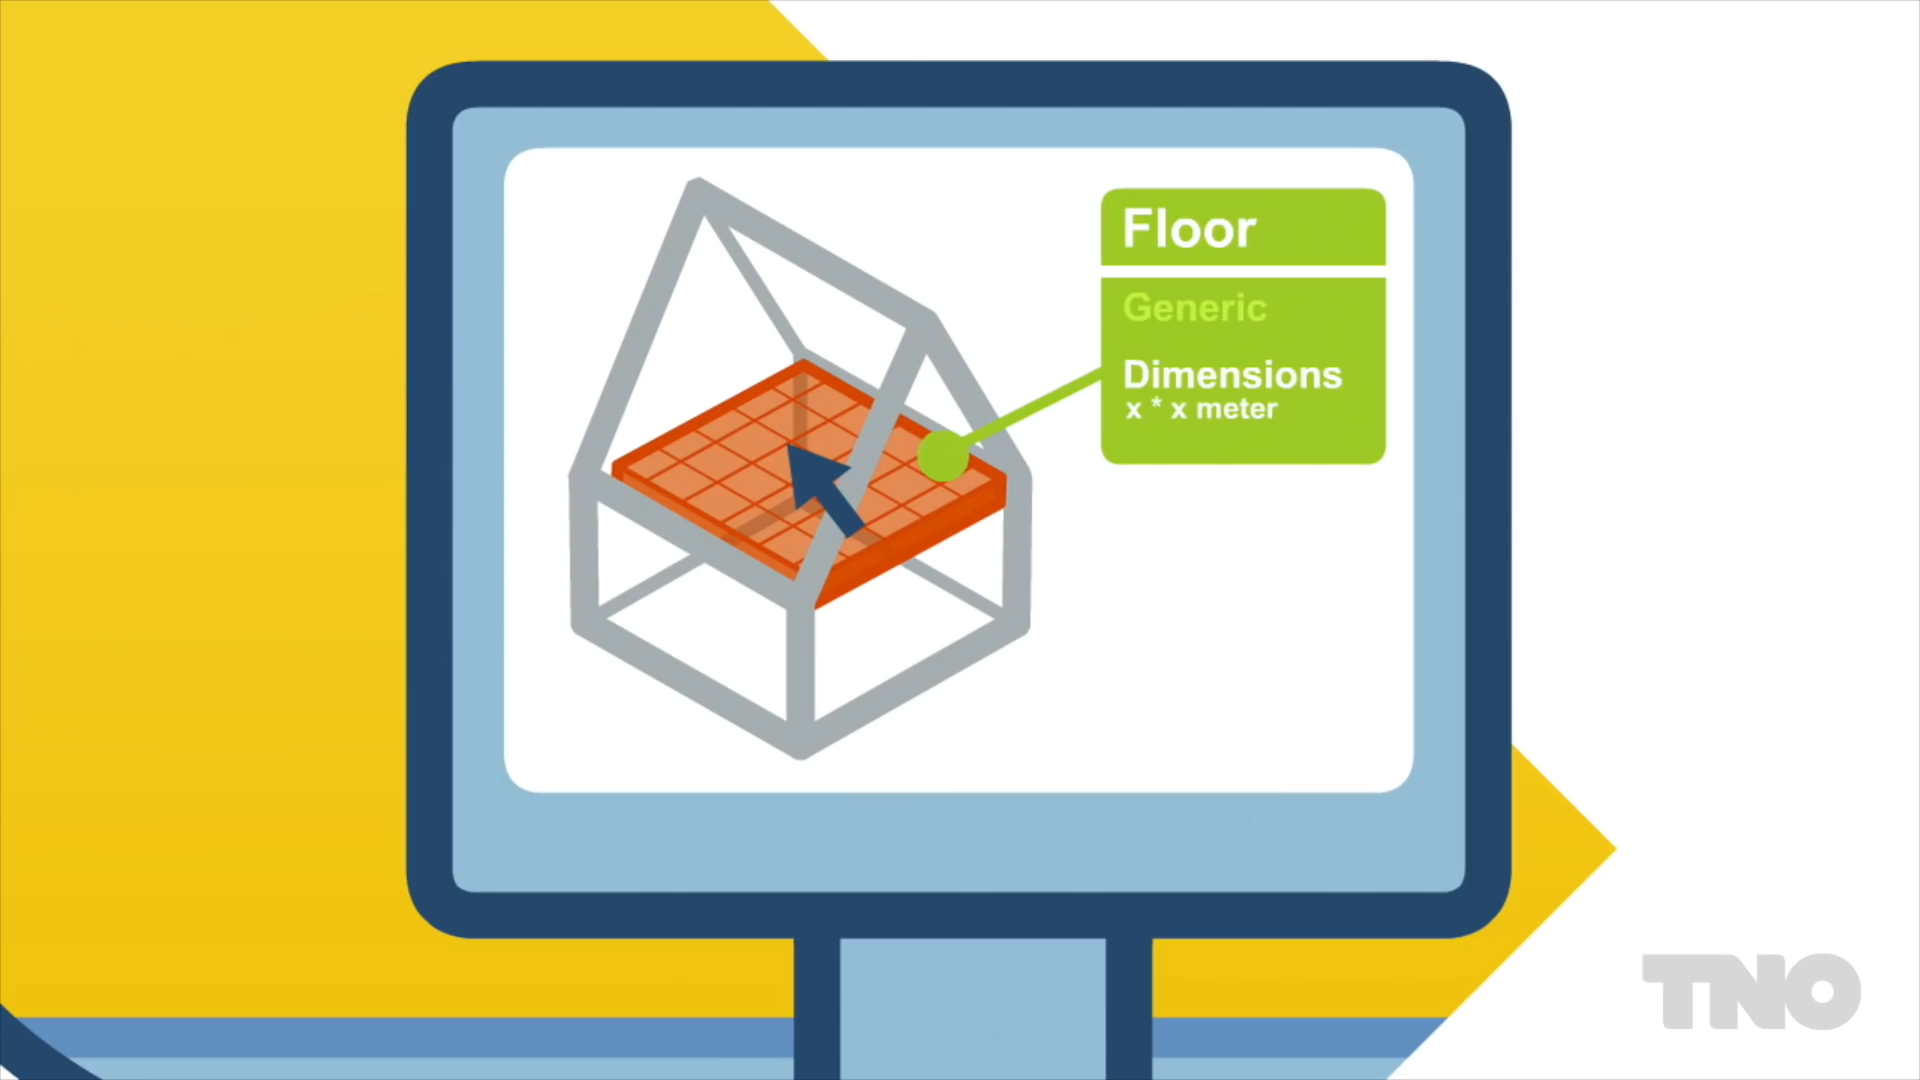 Floor
Generic
Dimensions
x * x meter
TNO